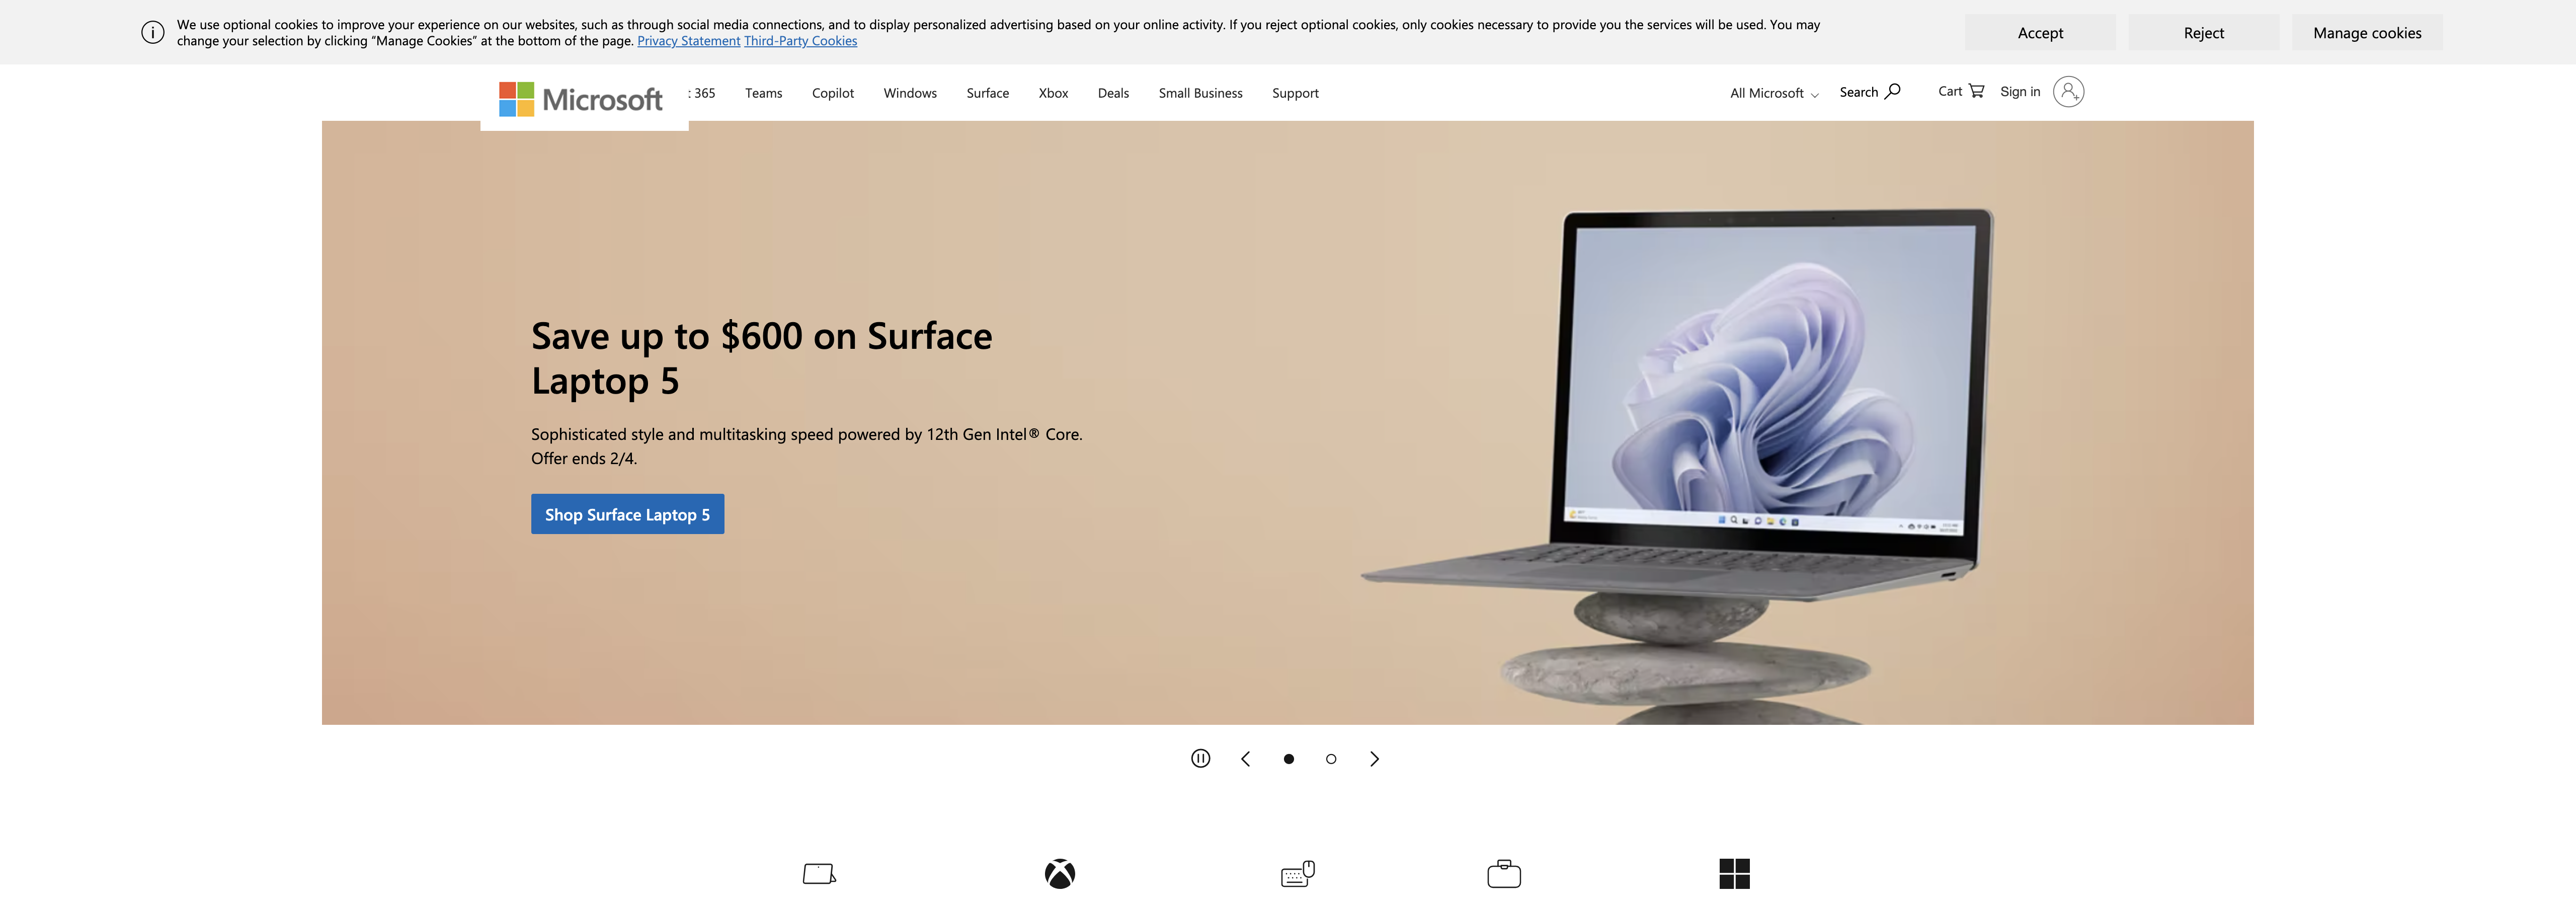 We use optional cookies to improve your experience on our websites, such as through social media connections, and to display personalized advertising based on your online activity. If you reject optional cookies, only cookies necessary to provide you the services will be used. You may
change your selection by clicking “Manage Cookies” at the bottom of the page. Privacy Statement Third-Party Cookies
Accept
Reject
Manage cookies
Microsoft
365
Teams
Copilot
Windows
Surface
Xbox
Deals
Small Business
Support
All Microsoft
Search
Cart
Sign in
Save up to $600 on Surface
Laptop 5
Sophisticated style and multitasking speed powered by 12th Gen Intel® Core.
Offer ends 2/4.
Shop Surface Laptop 5